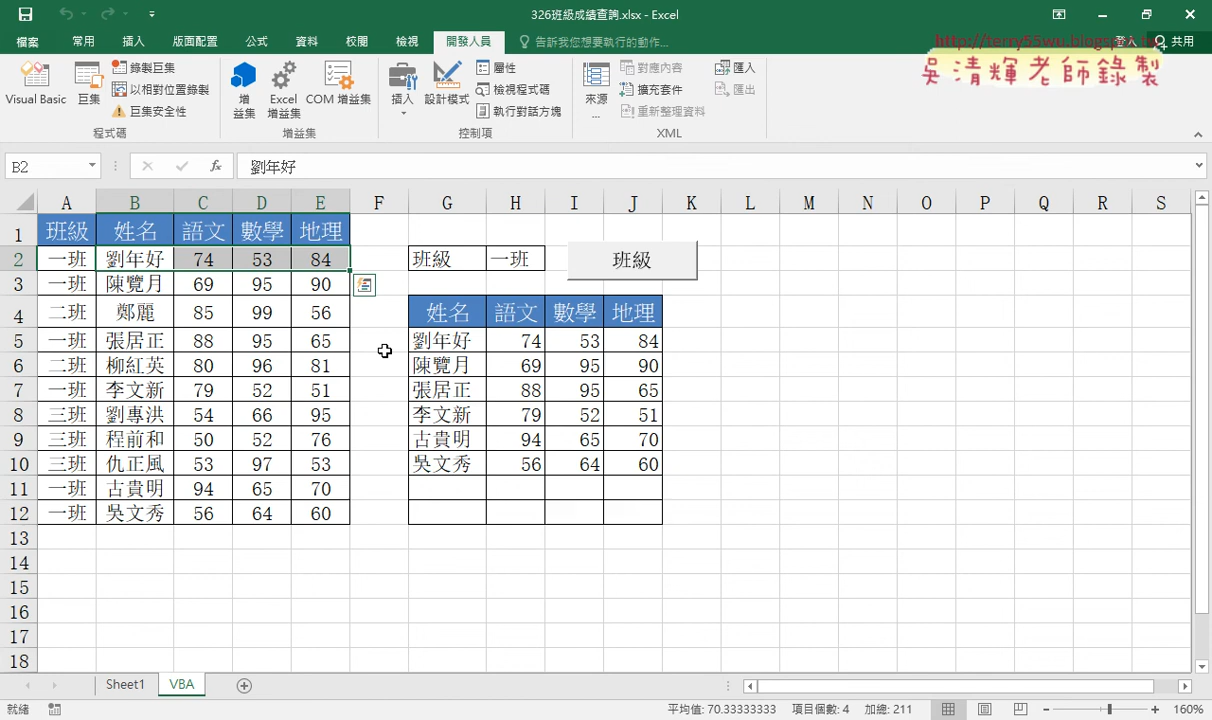 326班級成績查詢.xlsx - Excel
檔案 常用 插入 版面配置 公式 資料 校閱 檢視 開發人員 告訴我您想要執行的動作... 登入 共用
http://terry55wu.blogspot.tw
吳清輝老師錄製
Visual Basic 巨集 錄製巨集 以相對位置錄製 巨集安全性
程式碼
增益集 Excel 增益集 COM 增益集
增益集
插入 設計模式 屬性 檢視程式碼 執行對話方塊
控制項
來源... 對應內容 擴充套件 重新整理資料 匯入 匯出
XML
B2 fx 劉年好
A B C D E F G H I J K L M N O P Q R S
1 班級 姓名 語文 數學 地理
2 一班 劉年好 74 53 84 班級 一班 班級
3 一班 陳覽月 69 95 90
4 二班 鄭麗 85 99 56 姓名 語文 數學 地理
5 一班 張居正 88 95 65 劉年好 74 53 84
6 二班 柳紅英 80 96 81 陳覽月 69 95 90
7 一班 李文新 79 52 51 張居正 88 95 65
8 三班 劉專洪 54 66 95 李文新 79 52 51
9 三班 程前和 50 52 76 古貴明 94 65 70
10 三班 仇正風 53 97 53 吳文秀 56 64 60
11 一班 古貴明 94 65 70
12 一班 吳文秀 56 64 60
13
14
15
16
17
18
Sheet1 VBA
就緒 平均值: 70.33333333 項目個數: 4 加總: 211 160%